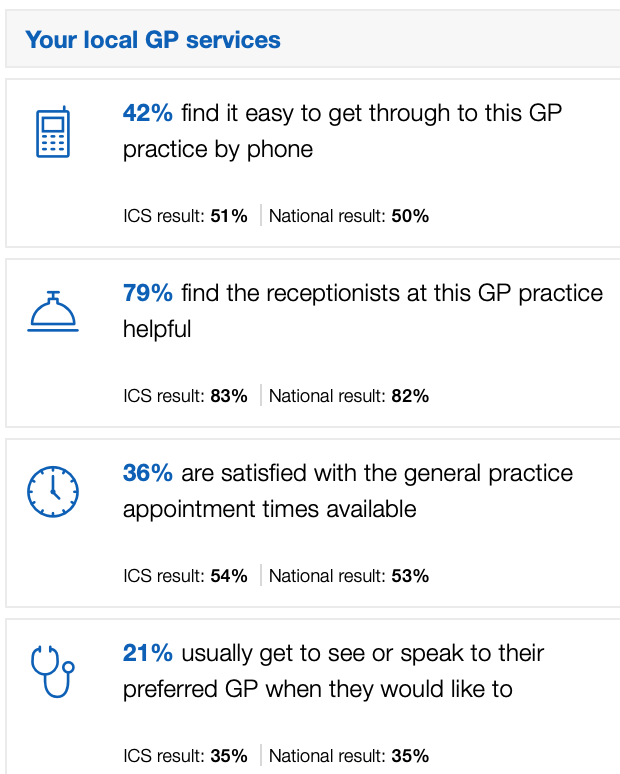 Your local GP services
42% find it easy to get through to this GP
practice by phone
ICS result: 51% National result: 50%
79% find the receptionists at this GP practice
helpful
ICS result: 83% National result: 82%
36% are satisfied with the general practice
appointment times available
ICS result: 54% National result: 53%
21% usually get to see or speak to their
preferred GP when they would like to
ICS result: 35% National result: 35%